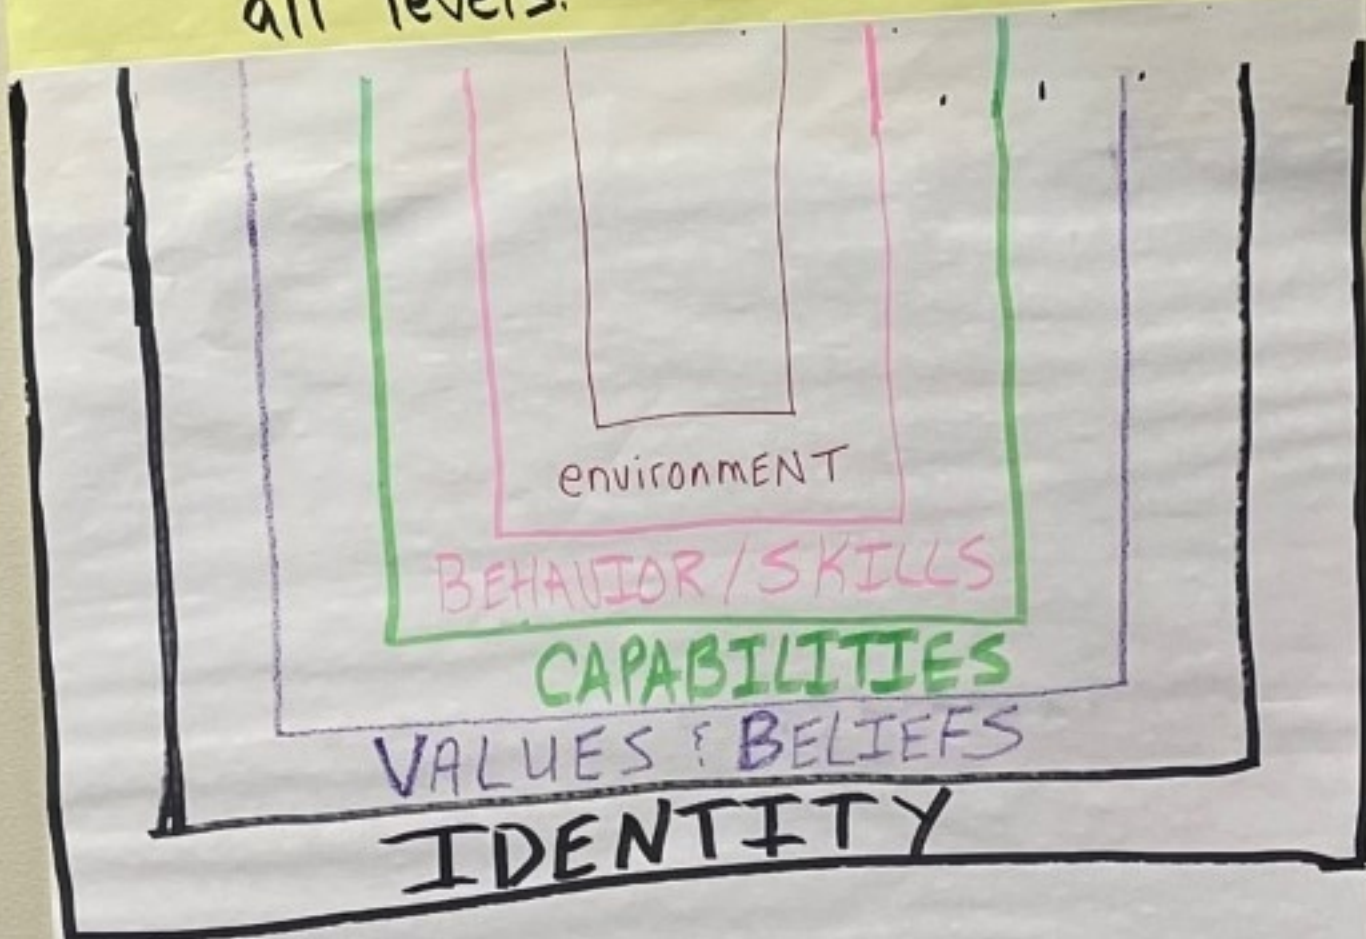 all levels.
environMENT
BEHAVIOR/SKILLS
CAPABILITIES
VALUES & BELIEFS
IDENTITY